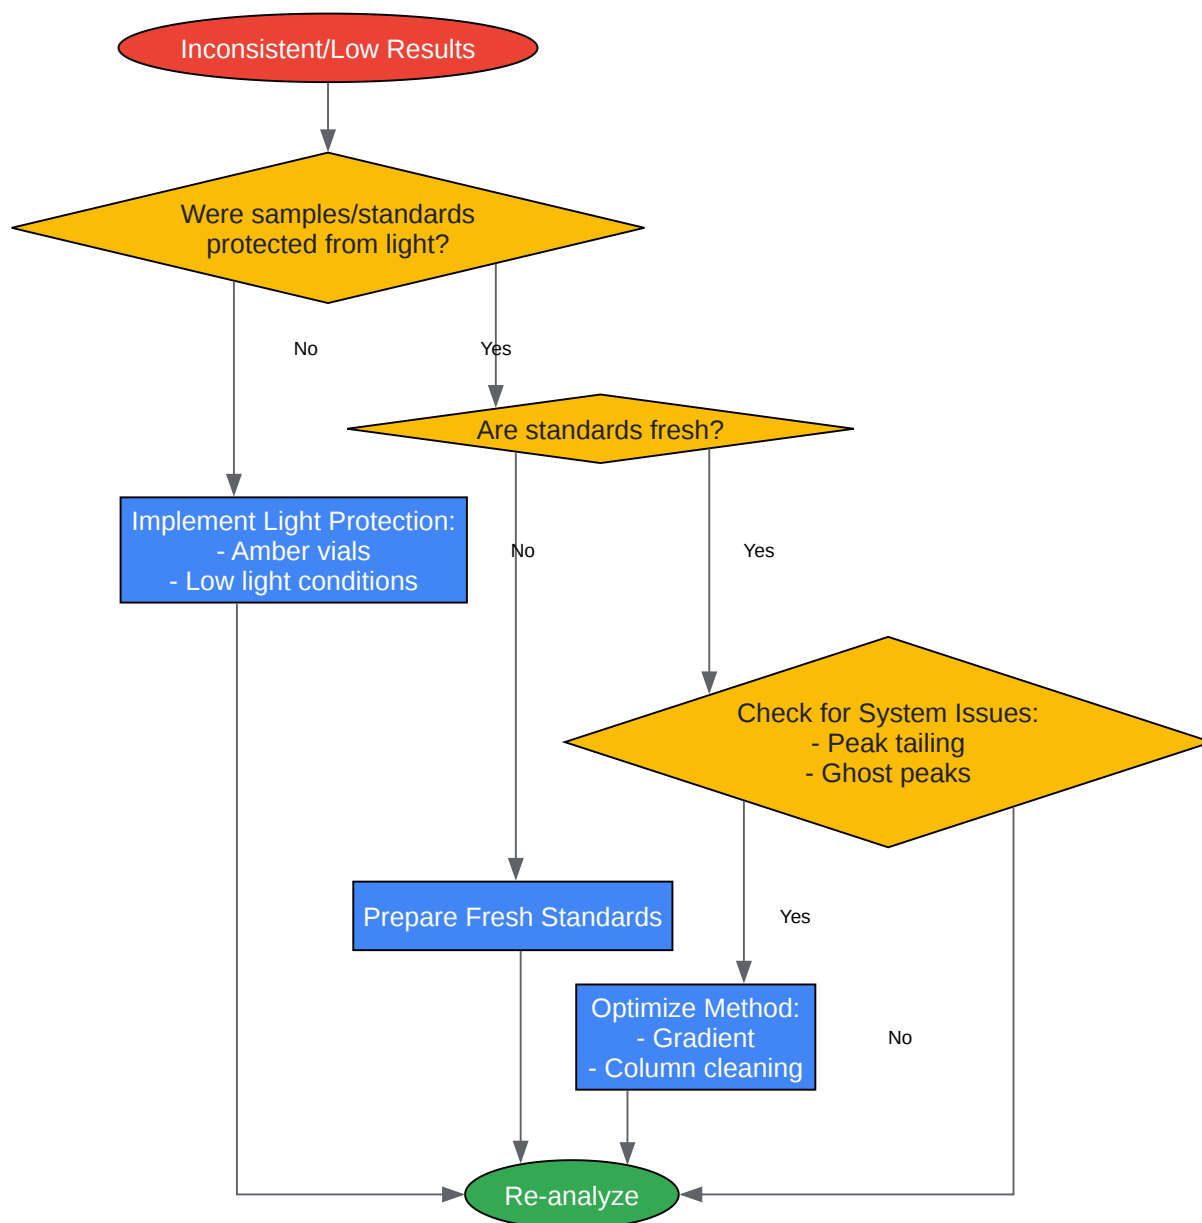 Inconsistent/Low Results
Were samples/standards
protected from light?
No
Yes
Are standards fresh?
Implement Light Protection:
- Amber vials
- Low light conditions
No
Yes
Check for System Issues:
- Peak tailing
- Ghost peaks
Prepare Fresh Standards
Yes
Optimize Method:
- Gradient
- Column cleaning
No
Re-analyze